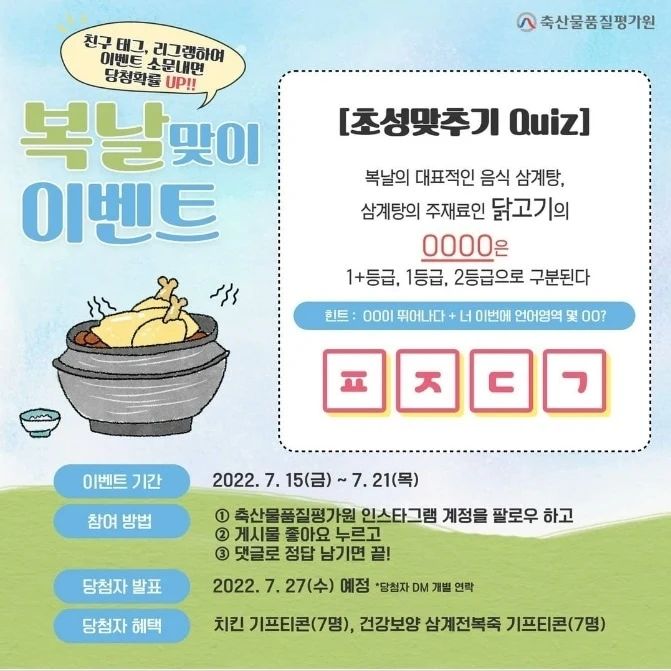 축산물품질평가원
친구 태그, 리그램하여
이벤트 소문내면
당첨확률 UP!!
복날맞이
이벤트
[초성맞추기 Quiz]
복날의 대표적인 음식 삼계탕,
삼계탕의 주재료인 닭고기의
OOOO은
1+등급, 1등급, 2등급으로 구분된다
힌트 : OO이 뛰어나다 + 너 이번에 언어영역 몇 OO?
ㅍ ㅈ ㄷ ㄱ
이벤트 기간 2022. 7. 15(금) ~ 7. 21(목)
참여 방법 ① 축산물품질평가원 인스타그램 계정을 팔로우 하고
② 게시물 좋아요 누르고
③ 댓글로 정답 남기면 끝!
당첨자 발표 2022. 7. 27(수) 예정 *당첨자 DM 개별 연락
당첨자 혜택 치킨 기프티콘(7명), 건강보양 삼계전복죽 기프티콘(7명)